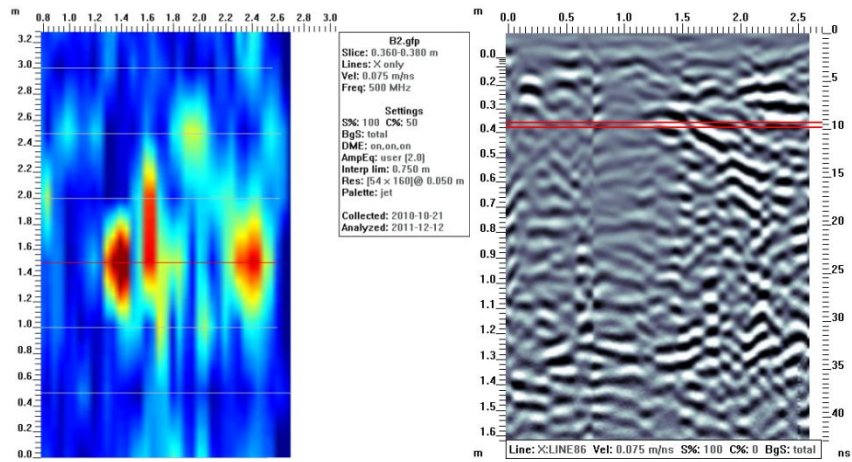 m
0.8 1.0 1.2 1.4 1.6 1.8 2.0 2.2 2.4 2.6 2.8 3.0
3.2
3.0
2.8
2.6
2.4
2.2
2.0
1.8
1.6
1.4
1.2
1.0
0.8
0.6
0.4
0.2
0.0
B2.gfp
Slice: 0.360-0.380 m
Lines: X only
Vel: 0.075 m/ns
Freq: 500 MHz
Settings
S%: 100 C%: 50
BgS: total
DME: on,on,on
AmpEq: user [2.0]
Interp lim: 0.750 m
Res: [54 x 160]@ 0.050 m
Palette: jet
Collected: 2010-10-21
Analyzed: 2011-12-12
m
0.0 0.5 1.0 1.5 2.0 2.5
0.0
0.2
0.3
0.4
0.5
0.6
0.7
0.8
0.9
1.0
1.1
1.2
1.3
1.4
1.5
1.6
m
0
5
10
15
20
25
30
35
40
ns
Line: X:LINE86 Vel: 0.075 m/ns S%: 100 C%: 0 BgS: total